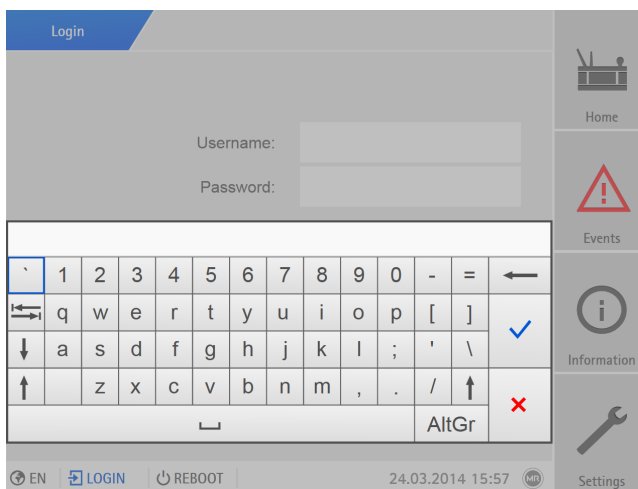 Login
Home
Username:
Password:
Events
` 1 2 3 4 5 6 7 8 9 0 - =
q w e r t y u i o p [ ]
a s d f g h j k l ; ' \
z x c v b n m , . /
AltGr
Information
EN LOGIN REBOOT 24.03.2014 15:57 MR
Settings